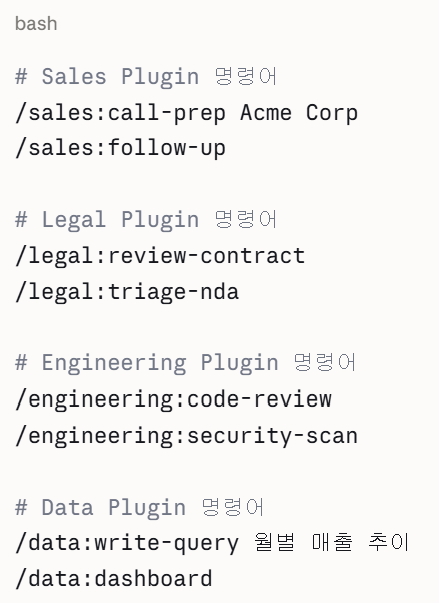 bash
# Sales Plugin 명령어
/sales:call-prep Acme Corp
/sales:follow-up
# Legal Plugin 명령어
/legal:review-contract
/legal:triage-nda
# Engineering Plugin 명령어
/engineering:code-review
/engineering:security-scan
# Data Plugin 명령어
/data:write-query 월별 매출 추이
/data:dashboard